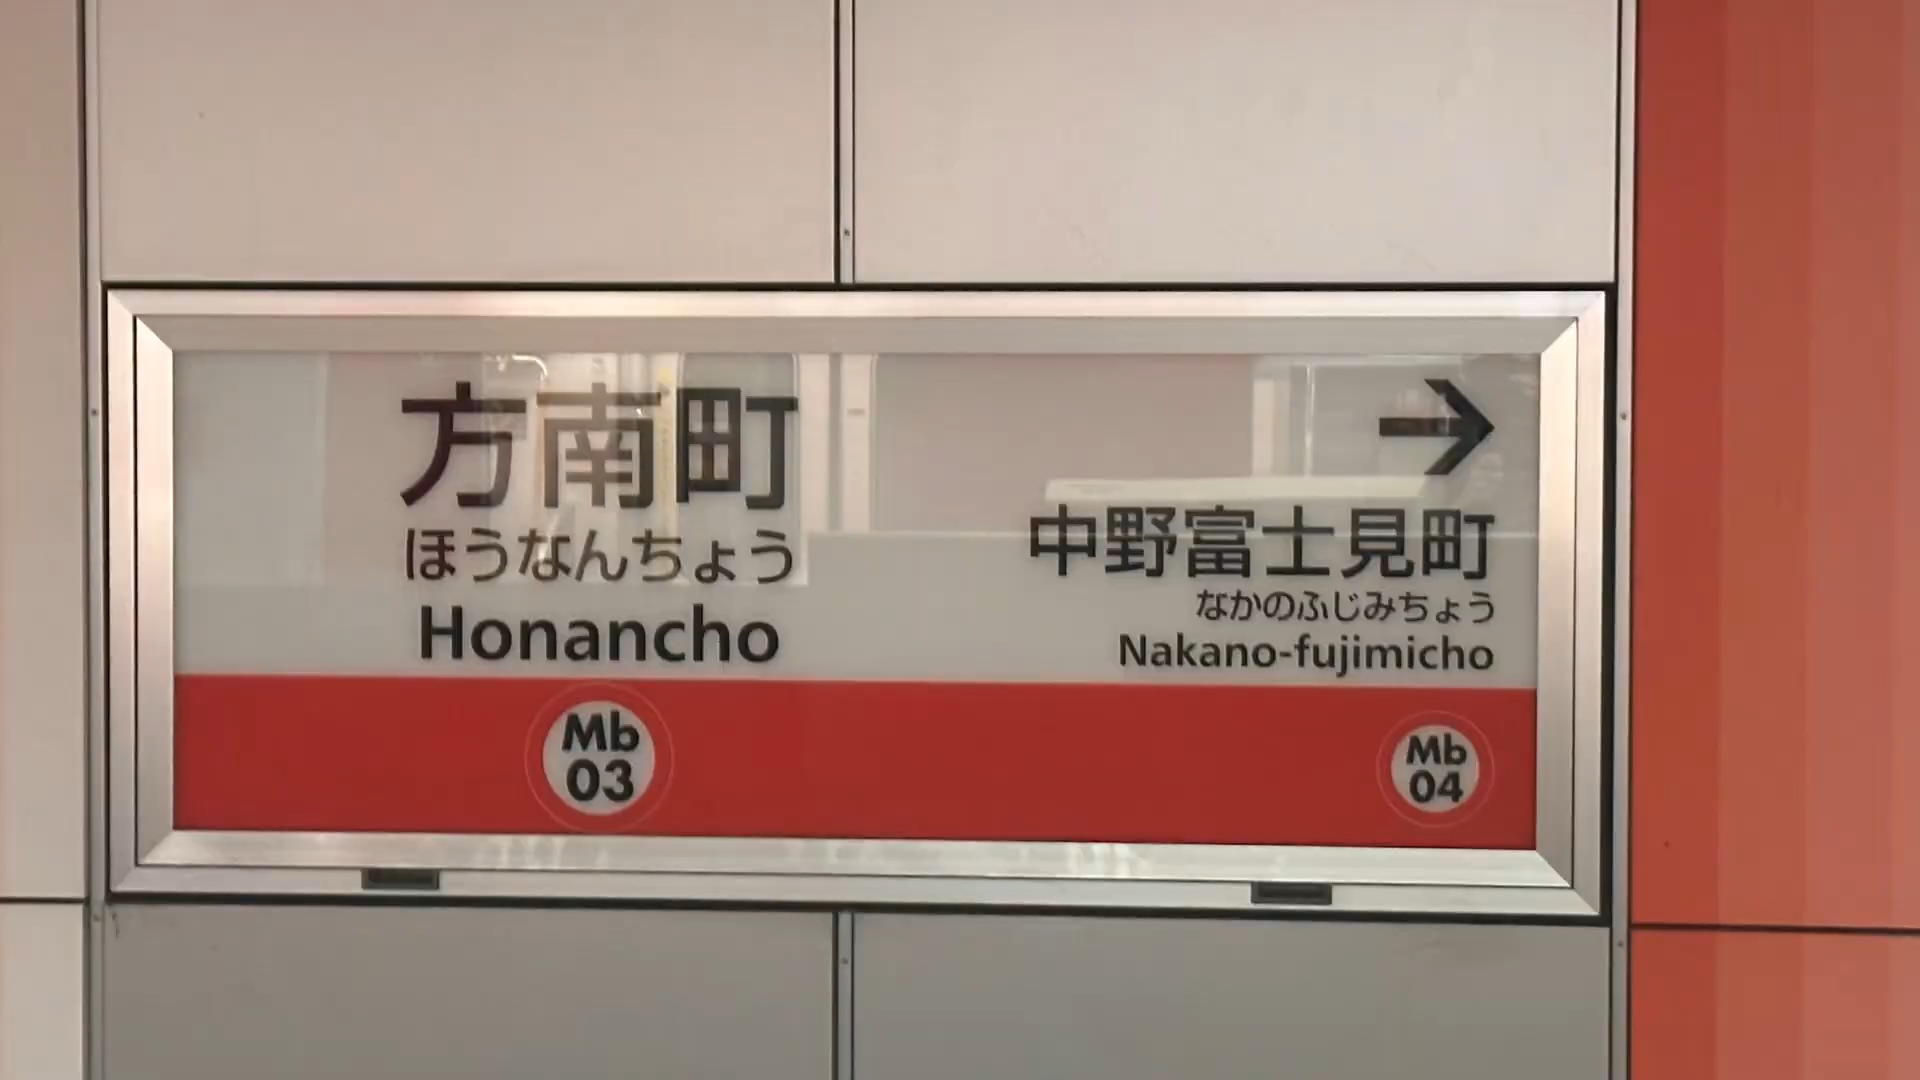 方南町
ほうなんちょう
Honancho
Mb
03
→
中野富士見町
なかのふじみちょう
Nakano-fujimicho
Mb
04